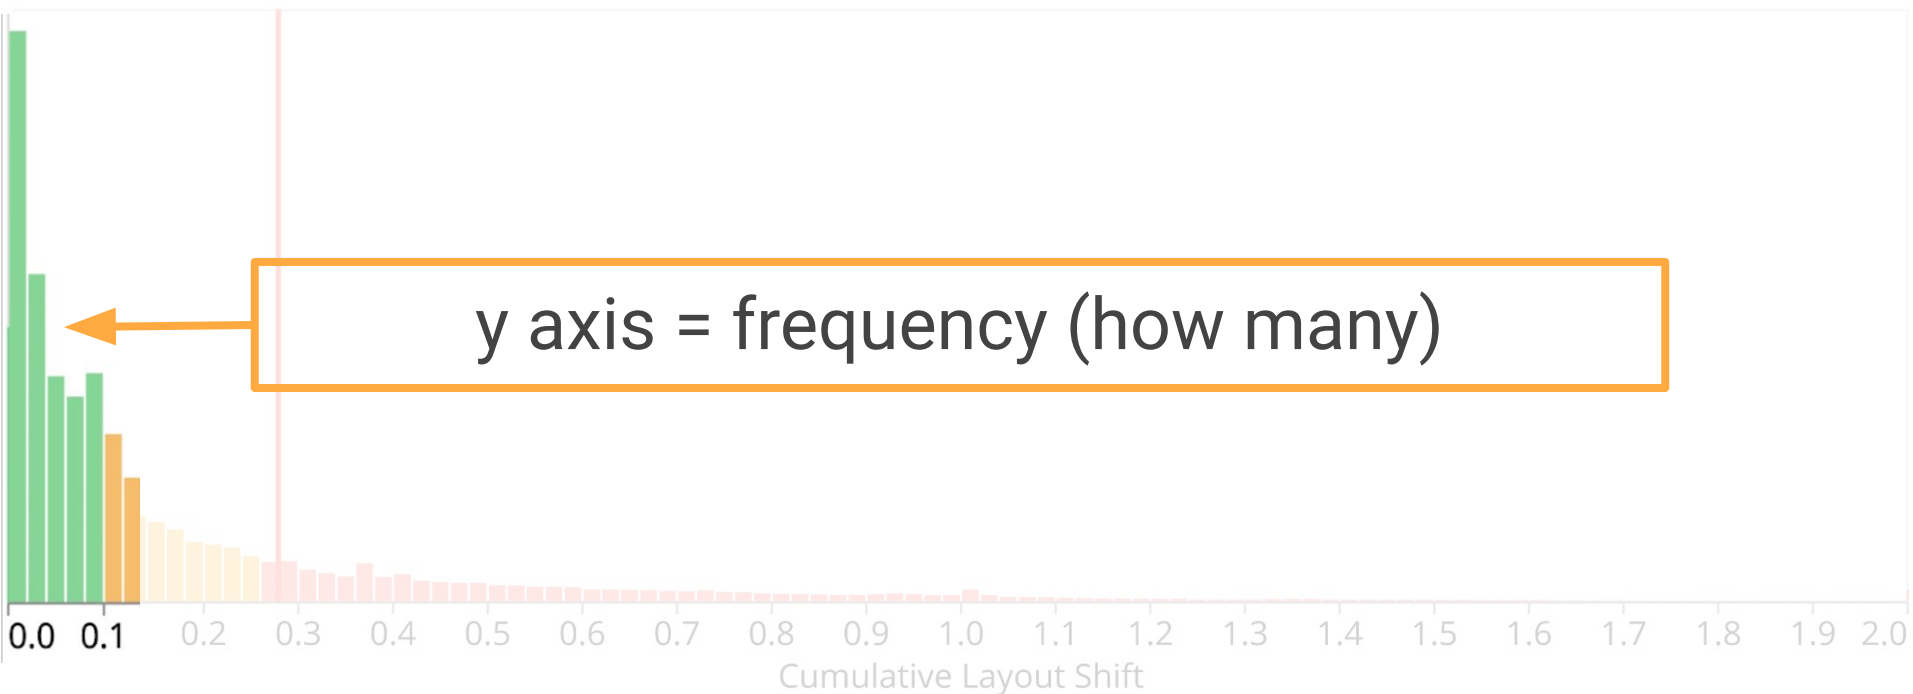 y axis = frequency (how many)
0.0 0.1 0.2 0.3 0.4 0.5 0.6 0.7 0.8 0.9 1.0 1.1 1.2 1.3 1.4 1.5 1.6 1.7 1.8 1.9 2.0
Cumulative Layout Shift